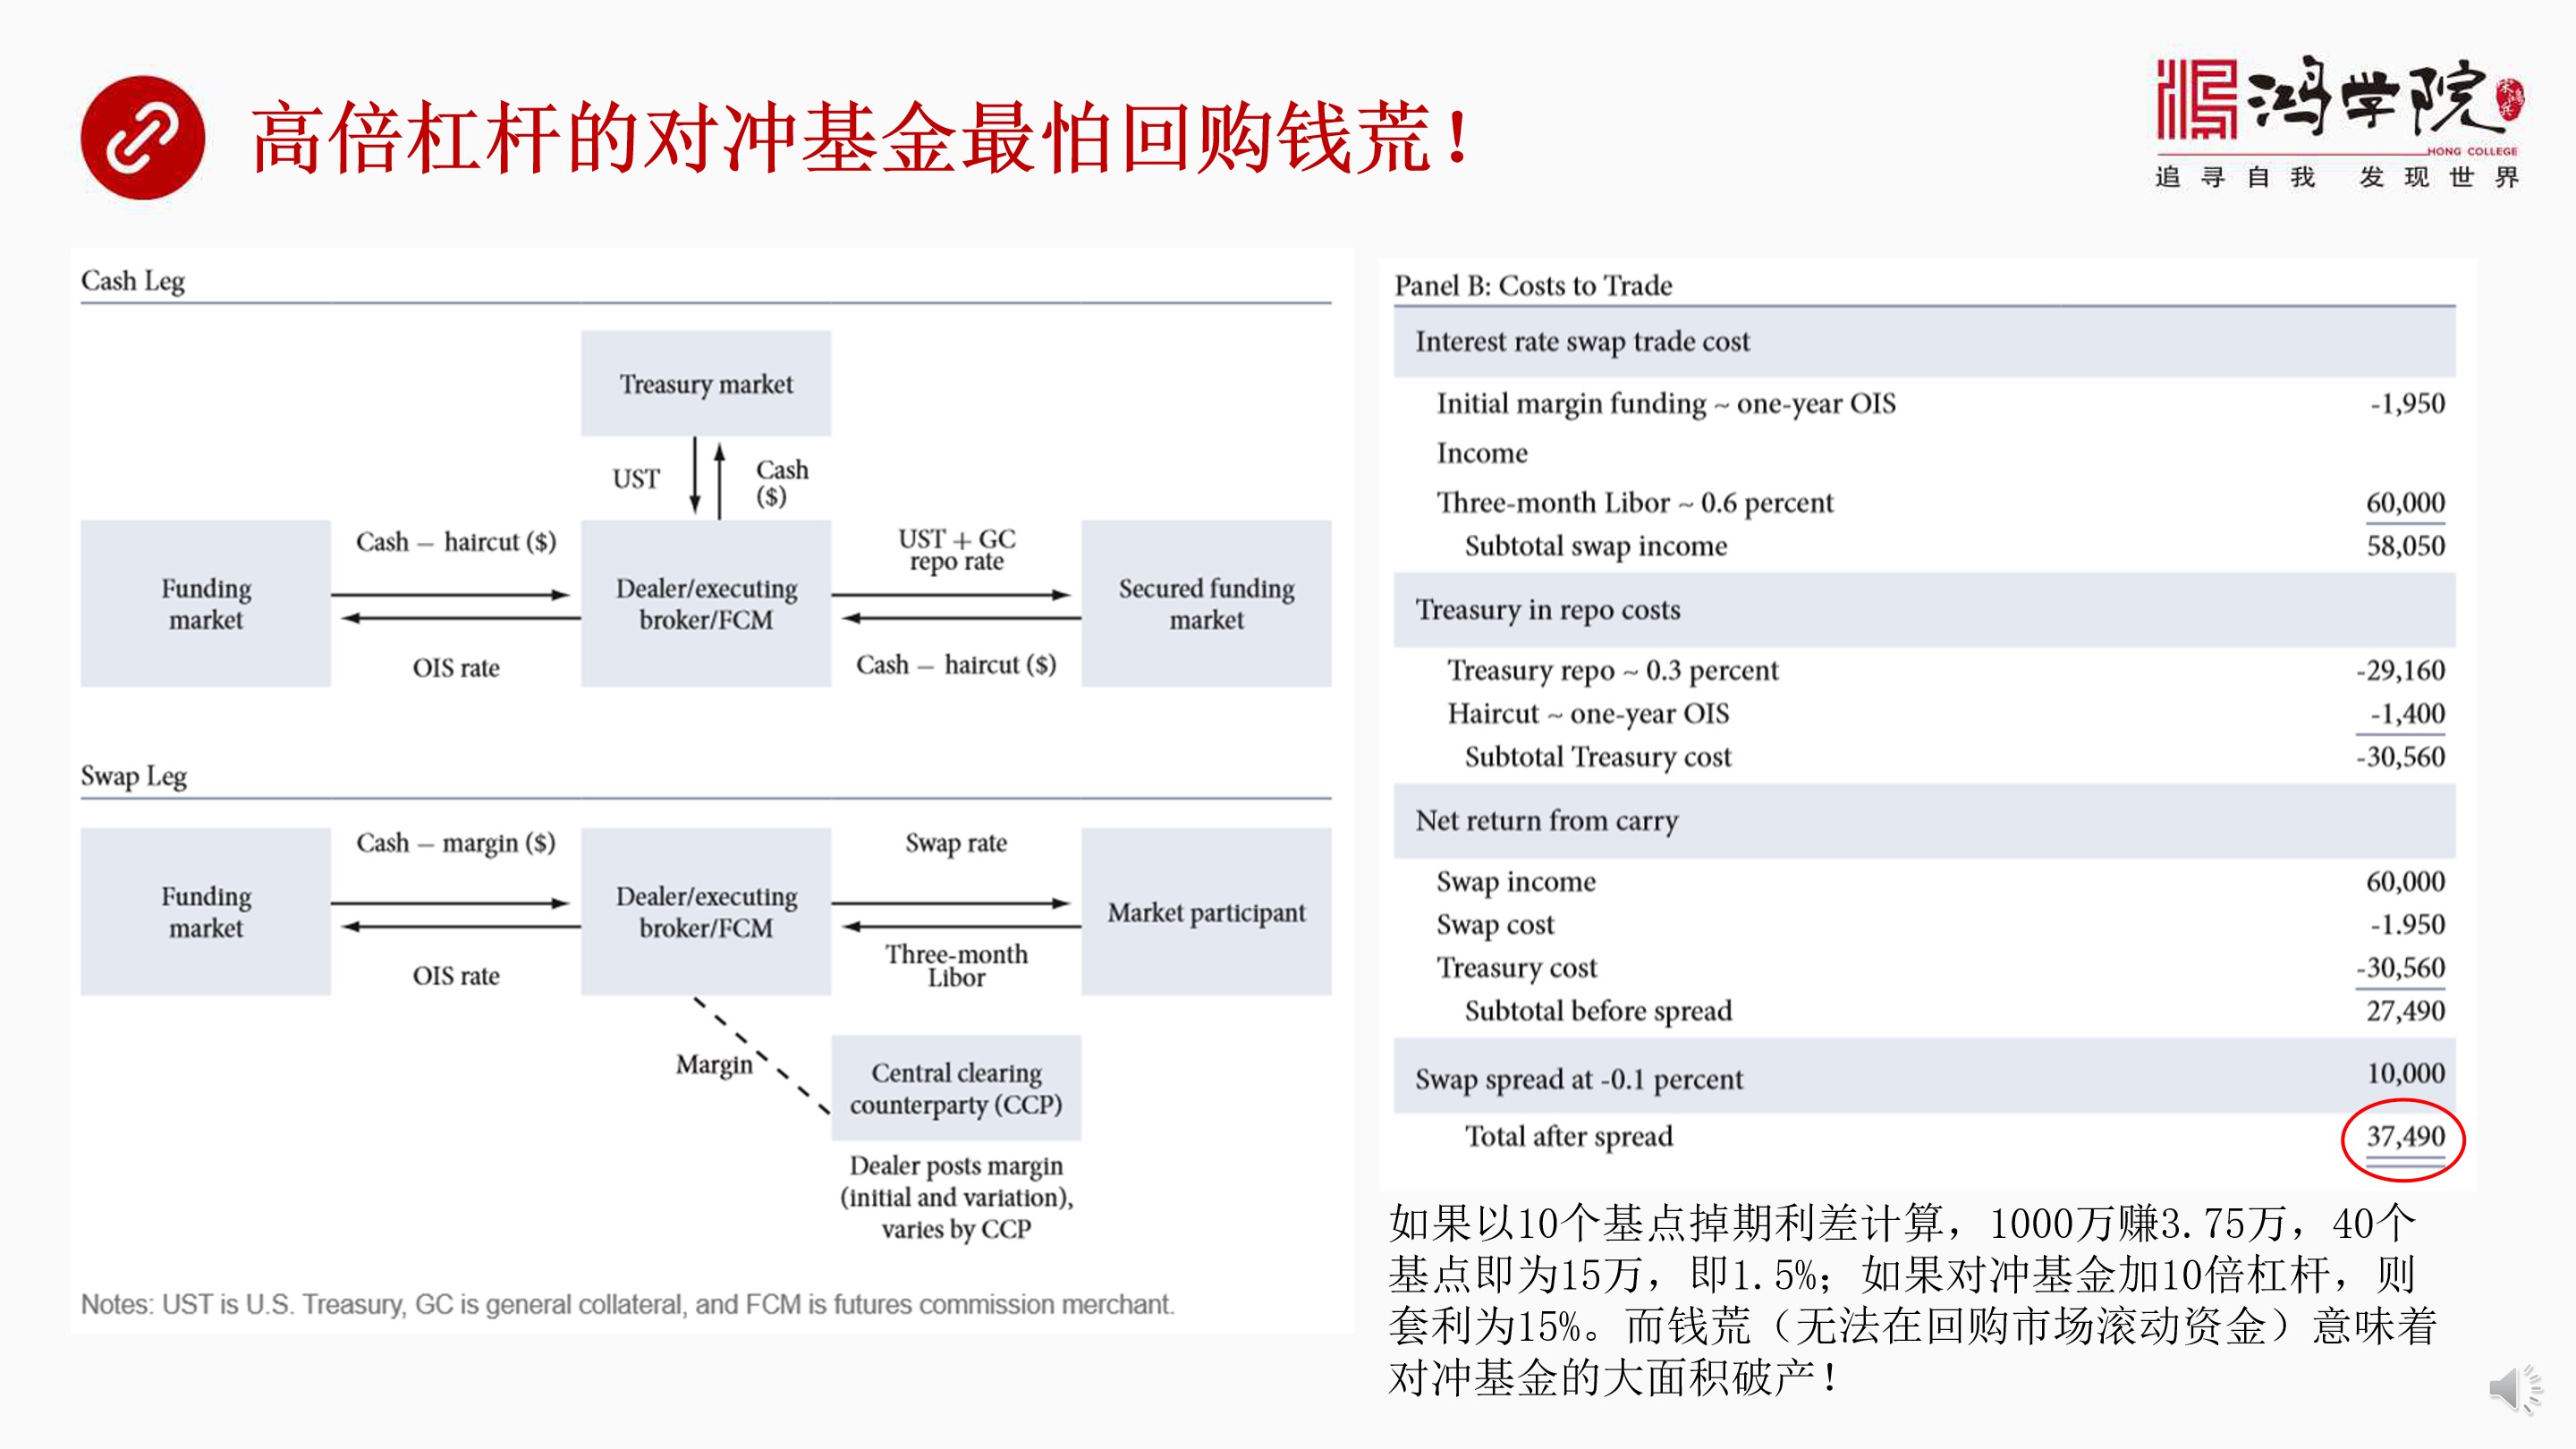 高倍杠杆的对冲基金最怕回购钱荒！
鸿学院
HONG COLLEGE
追寻自我 发现世界
Cash Leg
Treasury market
UST
Cash
($)
Funding
market
Cash – haircut ($)
OIS rate
Dealer/executing
broker/FCM
UST + GC
repo rate
Cash – haircut ($)
Secured funding
market
Swap Leg
Funding
market
Cash – margin ($)
OIS rate
Dealer/executing
broker/FCM
Swap rate
Three-month
Libor
Market participant
Margin
Central clearing
counterparty (CCP)
Dealer posts margin
(initial and variation),
varies by CCP
Notes: UST is U.S. Treasury, GC is general collateral, and FCM is futures commission merchant.
Panel B: Costs to Trade
Interest rate swap trade cost
Initial margin funding ~ one-year OIS -1,950
Income
Three-month Libor ~ 0.6 percent 60,000
Subtotal swap income 58,050
Treasury in repo costs
Treasury repo ~ 0.3 percent -29,160
Haircut ~ one-year OIS -1,400
Subtotal Treasury cost -30,560
Net return from carry
Swap income 60,000
Swap cost -1.950
Treasury cost -30,560
Subtotal before spread 27,490
Swap spread at -0.1 percent 10,000
Total after spread 37,490
如果以10个基点掉期利差计算，1000万赚3.75万，40个
基点即为15万，即1.5%；如果对冲基金加10倍杠杆，则
套利为15%。而钱荒（无法在回购市场滚动资金）意味着
对冲基金的大面积破产！